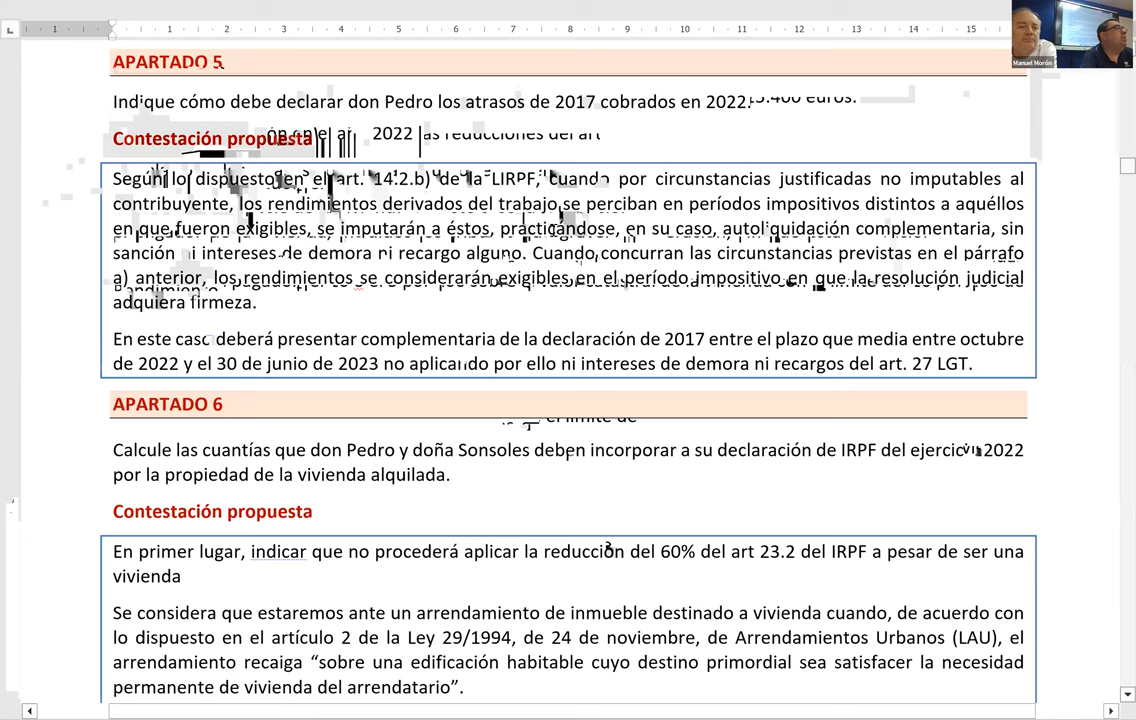 1 1 2 3 4 5 6 7 8 9 10 11 12 13 14 15
Manuel Morón
APARTADO 5
Indique cómo debe declarar don Pedro los atrasos de 2017 cobrados en 2022. 15.400 euros.
Contestación propuesta 2022 las reducciones del art
Según lo dispuesto en el art. 14.2.b) de la LIRPF, cuando por circunstancias justificadas no imputables al
contribuyente, los rendimientos derivados del trabajo se perciban en períodos impositivos distintos a aquéllos
en que fueron exigibles, se imputarán a éstos, practicándose, en su caso, autoliquidación complementaria, sin
sanción ni intereses de demora ni recargo alguno. Cuando concurran las circunstancias previstas en el párrafo
a) anterior, los rendimientos se considerarán exigibles en el período impositivo en que la resolución judicial
adquiera firmeza.
En este caso deberá presentar complementaria de la declaración de 2017 entre el plazo que media entre octubre
de 2022 y el 30 de junio de 2023 no aplicando por ello ni intereses de demora ni recargos del art. 27 LGT.
APARTADO 6
el límite de
Calcule las cuantías que don Pedro y doña Sonsoles deben incorporar a su declaración de IRPF del ejercicio 2022
por la propiedad de la vivienda alquilada.
Contestación propuesta
En primer lugar, indicar que no procederá aplicar la reducción del 60% del art 23.2 del IRPF a pesar de ser una
vivienda
Se considera que estaremos ante un arrendamiento de inmueble destinado a vivienda cuando, de acuerdo con
lo dispuesto en el artículo 2 de la Ley 29/1994, de 24 de noviembre, de Arrendamientos Urbanos (LAU), el
arrendamiento recaiga “sobre una edificación habitable cuyo destino primordial sea satisfacer la necesidad
permanente de vivienda del arrendatario”.